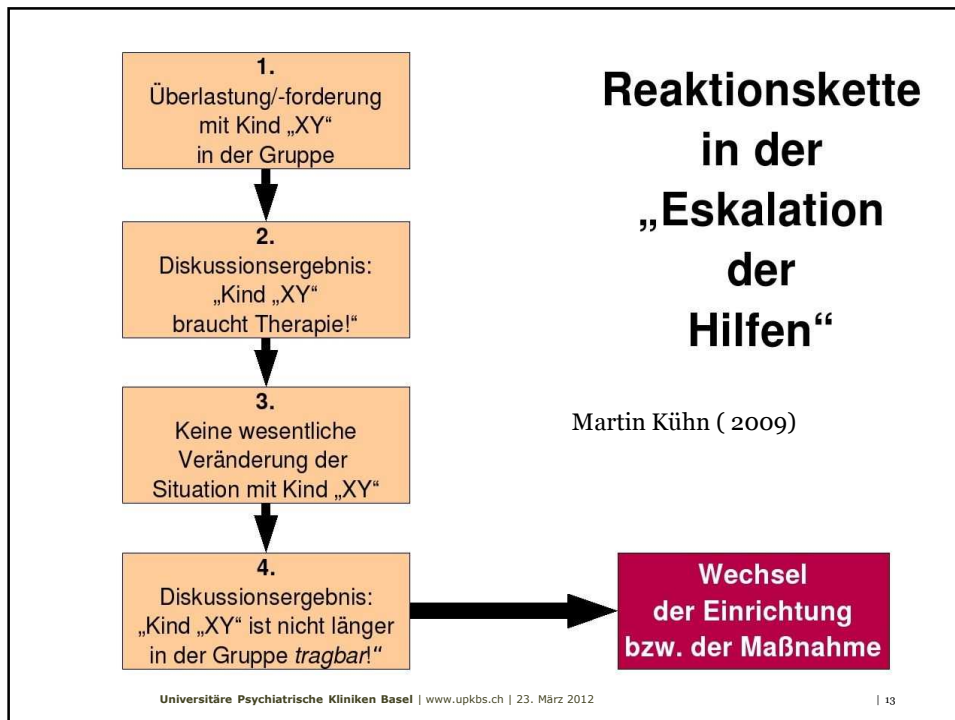 1.
Überlastung/-forderung
mit Kind „XY“
in der Gruppe
2.
Diskussionsergebnis:
„Kind „XY“
braucht Therapie!“
3.
Keine wesentliche
Veränderung der
Situation mit Kind „XY“
4.
Diskussionsergebnis:
„Kind „XY“ ist nicht länger
in der Gruppe tragbar!“
Wechsel
der Einrichtung
bzw. der Maßnahme
Reaktionskette
in der
„Eskalation
der
Hilfen“
Martin Kühn ( 2009)
Universitäre Psychiatrische Kliniken Basel | www.upkbs.ch | 23. März 2012 | 13